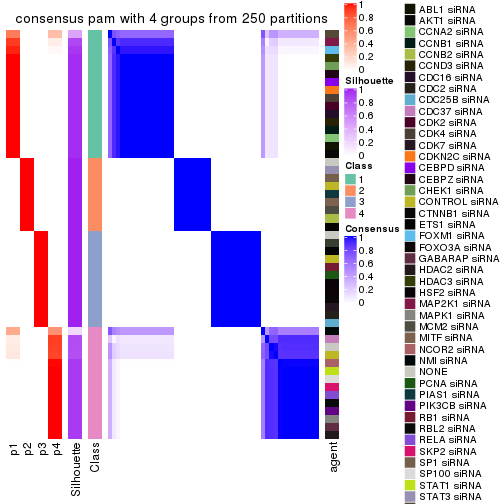 consensus pam with 4 groups from 250 partitions
p1
p2
p3
p4
Silhouette
Class
agent
1
0.8
0.6
0.4
0.2
0
Silhouette
1
0.8
0.6
0.4
0.2
0
Class
1
2
3
4
Consensus
1
0.8
0.6
0.4
0.2
0
ABL1 siRNA
AKT1 siRNA
CCNA2 siRNA
CCNB1 siRNA
CCNB2 siRNA
CCND3 siRNA
CDC16 siRNA
CDC2 siRNA
CDC25B siRNA
CDC37 siRNA
CDK2 siRNA
CDK4 siRNA
CDK7 siRNA
CDKN2C siRNA
CEBPD siRNA
CEBPZ siRNA
CHEK1 siRNA
CONTROL siRNA
CTNNB1 siRNA
ETS1 siRNA
FOXM1 siRNA
FOXO3A siRNA
GABARAP siRNA
HDAC2 siRNA
HDAC3 siRNA
HSF2 siRNA
MAP2K1 siRNA
MAPK1 siRNA
MCM2 siRNA
MITF siRNA
NCOR2 siRNA
NMI siRNA
NONE
PCNA siRNA
PIAS1 siRNA
PIK3CB siRNA
RB1 siRNA
RBL2 siRNA
RELA siRNA
SKP2 siRNA
SP1 siRNA
SP100 siRNA
STAT1 siRNA
STAT3 siRNA